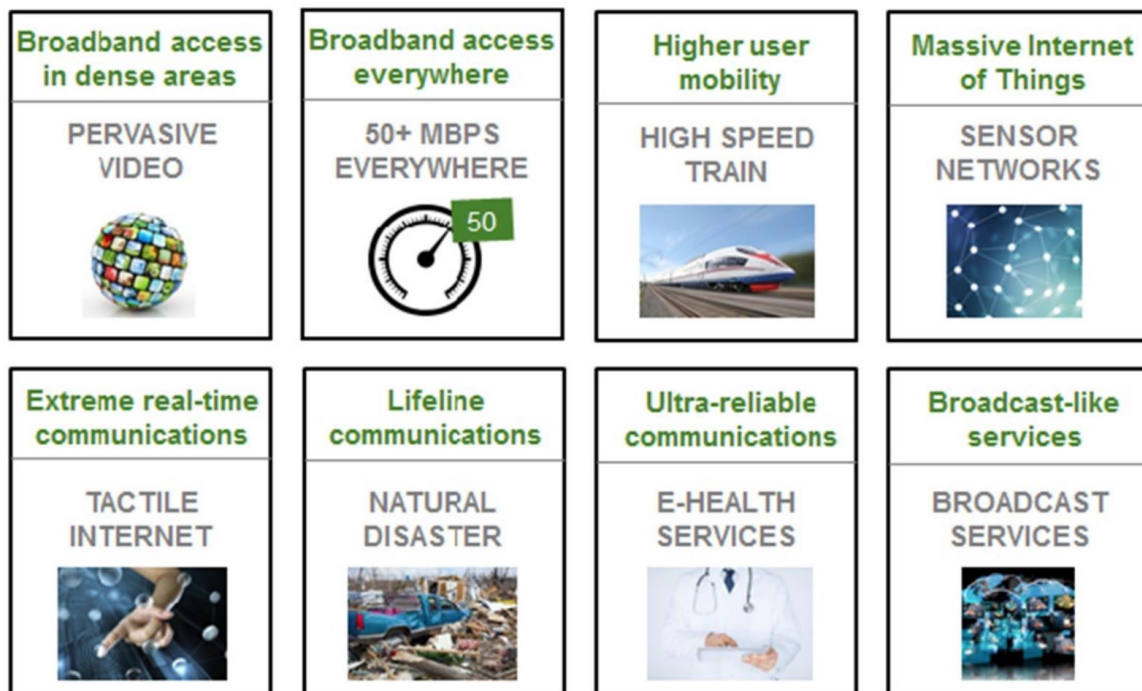 Broadband access
in dense areas
PERVASIVE
VIDEO
Broadband access
everywhere
50+ MBPS
EVERYWHERE
50
Higher user
mobility
HIGH SPEED
TRAIN
Massive Internet
of Things
SENSOR
NETWORKS
Extreme real-time
communications
TACTILE
INTERNET
Lifeline
communications
NATURAL
DISASTER
Ultra-reliable
communications
E-HEALTH
SERVICES
Broadcast-like
services
BROADCAST
SERVICES